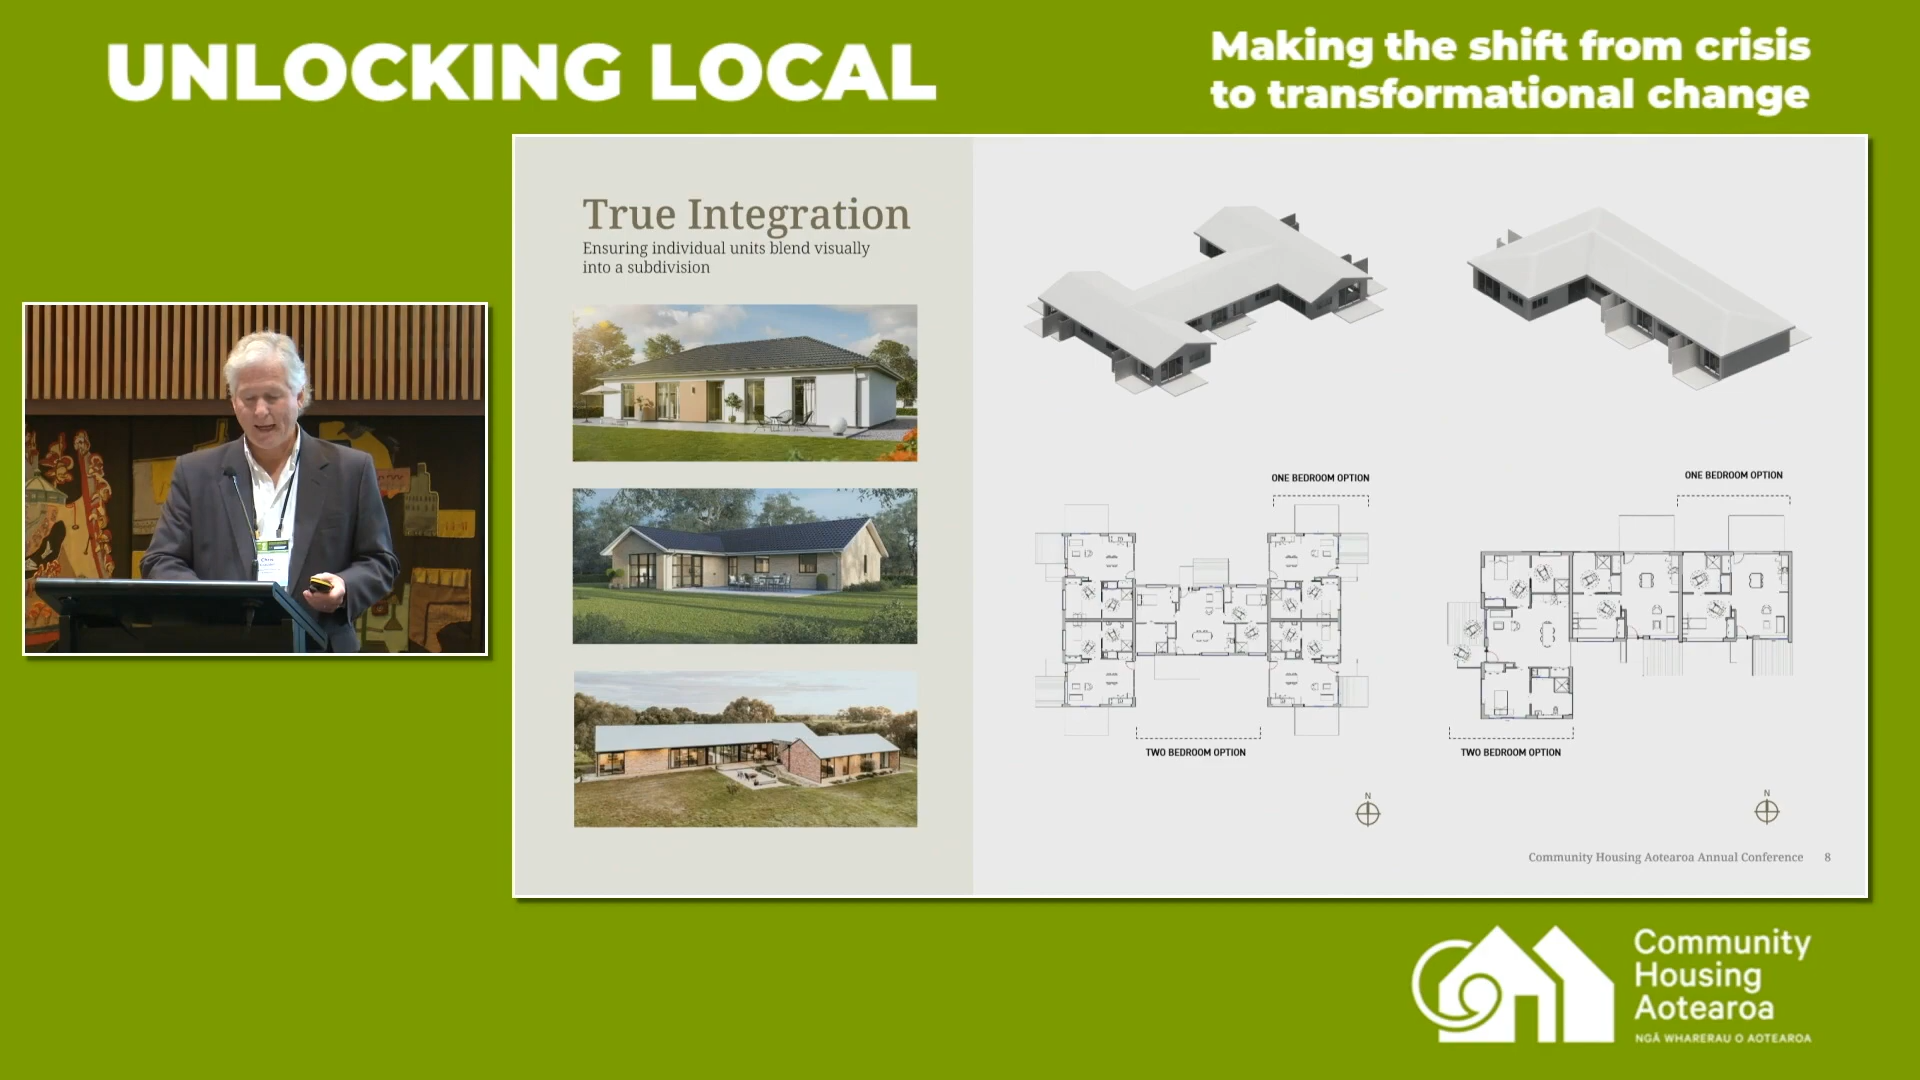 UNLOCKING LOCAL
Making the shift from crisis
to transformational change
True Integration
Ensuring individual units blend visually
into a subdivision
ONE BEDROOM OPTION
ONE BEDROOM OPTION
TWO BEDROOM OPTION
TWO BEDROOM OPTION
N
N
Community Housing Aotearoa Annual Conference 8
Community
Housing
Aotearoa
NGĀ WHARERAU O AOTEAROA